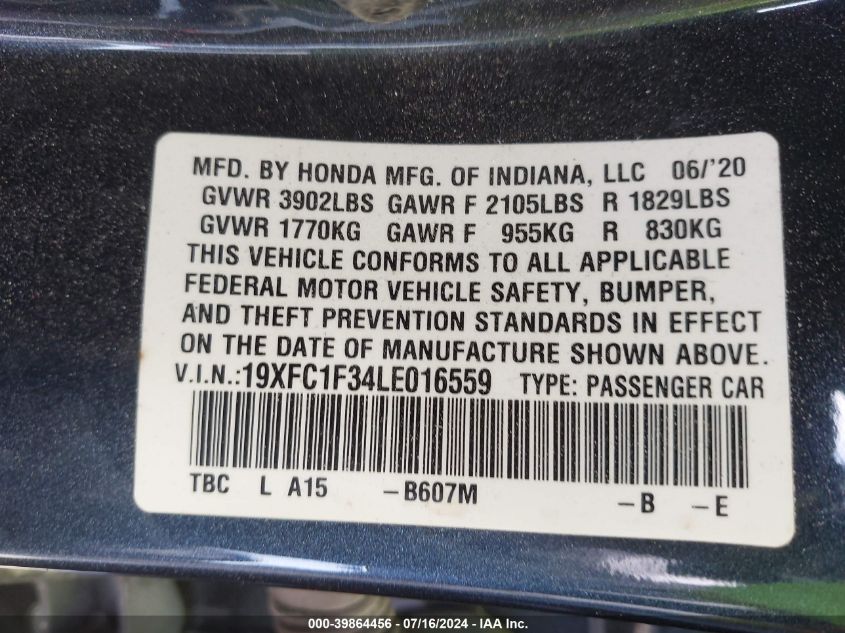 MFD. BY HONDA MFG. OF INDIANA, LLC 06/'20
GVWR 3902LBS GAWR F 2105LBS R 1829LBS
GVWR 1770KG GAWR F 955KG R 830KG
THIS VEHICLE CONFORMS TO ALL APPLICABLE
FEDERAL MOTOR VEHICLE SAFETY, BUMPER,
AND THEFT PREVENTION STANDARDS IN EFFECT
ON THE DATE OF MANUFACTURE SHOWN ABOVE.
V.I.N.:19XFC1F34LE016559 TYPE: PASSENGER CAR
TBC L A15 -B607M -B -E
000-39864456 - 07/16/2024 - IAA Inc.